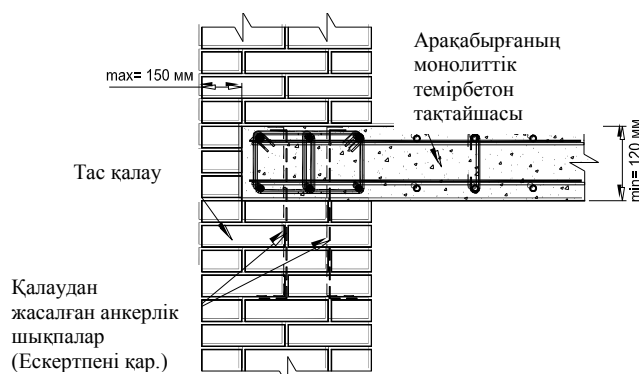 Арақабырғаның
монолиттік
темірбетон
тақтайшасы
max= 150 мм
min= 120 мм
Тас қалау
Қалаудан
жасалған анкерлік
шықпалар
(Ескертпені қар.)